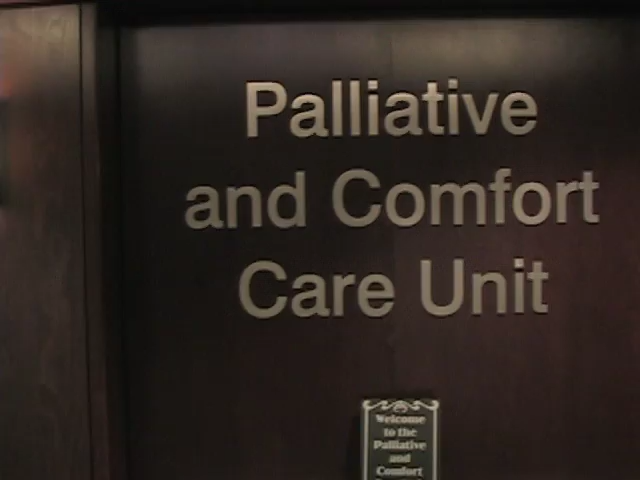 Palliative
and Comfort
Care Unit
Welcome
to the
Palliative
and
Comfort